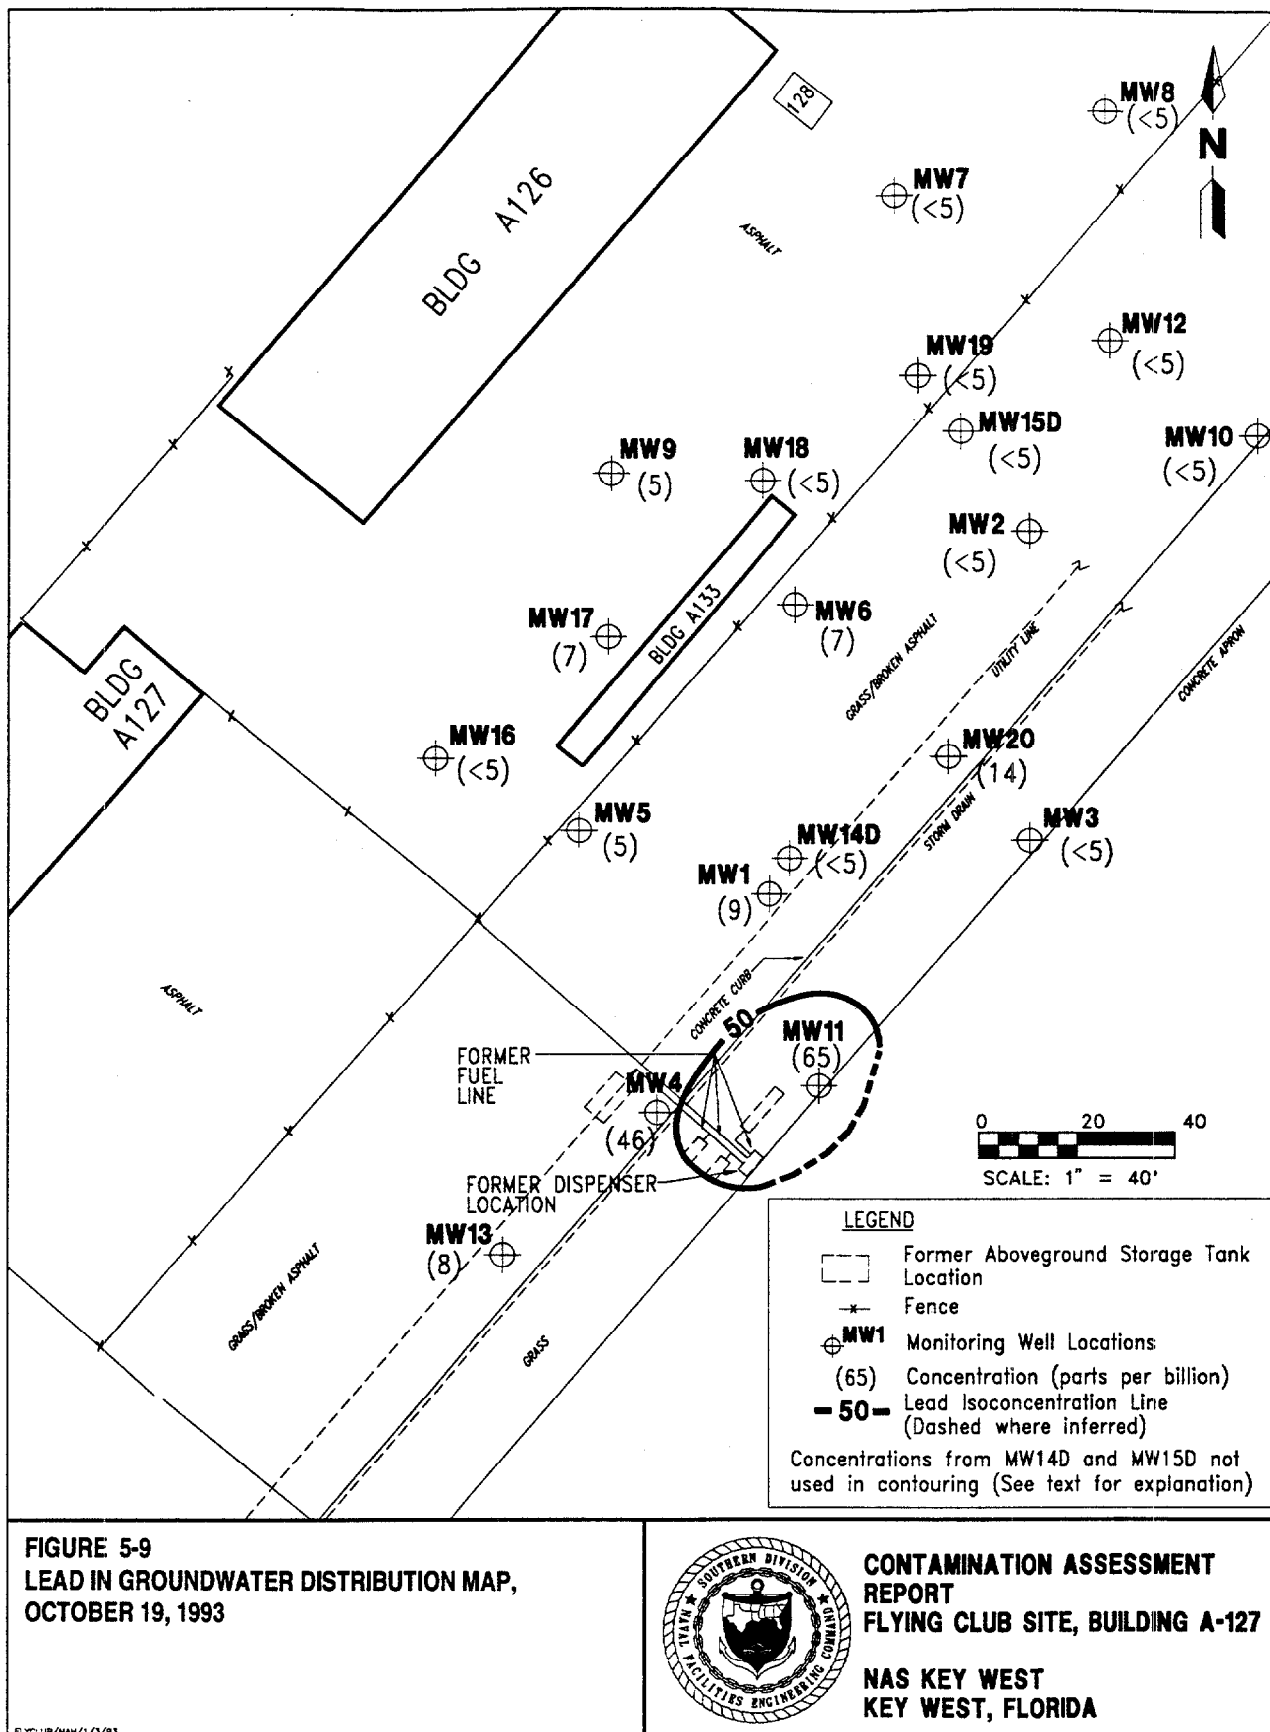 128
MW8
(<5)
N
BLDG A126
MW7
(<5)
ASPHALT
MW12
(<5)
MW19
(<5)
MW15D
(<5)
MW10
(<5)
MW9
(5)
MW18
(<5)
MW2
(<5)
MW17
(7)
BLDG A133
MW6
(7)
GRASS/BROKEN ASPHALT
UTILITY LINE
CONCRETE APRON
BLDG
A127
MW16
(<5)
MW20
(14)
STORM DRAIN
MW5
(5)
MW14D
(<5)
MW3
(<5)
MW1
(9)
ASPHALT
CONCRETE CURB
50
MW11
(65)
FORMER
FUEL
LINE
MW4
(46)
FORMER DISPENSER
LOCATION
0 20 40
SCALE: 1" = 40'
MW13
(8)
GRASS/BROKEN ASPHALT
GRASS
LEGEND
Former Aboveground Storage Tank
Location
Fence
MW1 Monitoring Well Locations
(65) Concentration (parts per billion)
50 Lead Isoconcentration Line
(Dashed where inferred)
Concentrations from MW14D and MW15D not
used in contouring (See text for explanation)
FIGURE 5-9
LEAD IN GROUNDWATER DISTRIBUTION MAP,
OCTOBER 19, 1993
SOUTHERN DIVISION
NAVAL FACILITIES ENGINEERING COMMAND
CONTAMINATION ASSESSMENT
REPORT
FLYING CLUB SITE, BUILDING A-127
NAS KEY WEST
KEY WEST, FLORIDA